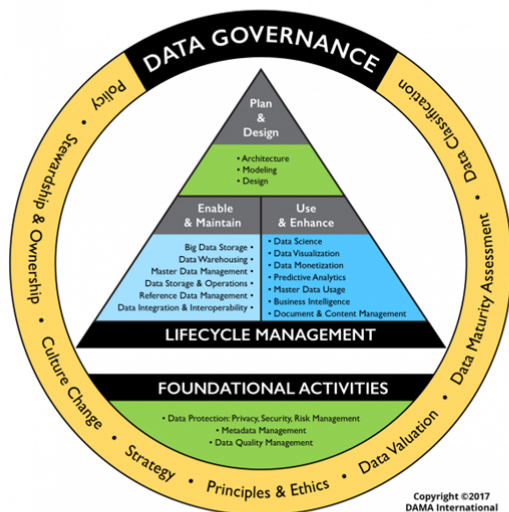 DATA GOVERNANCE
Policy • Stewardship & Ownership • Culture Change • Strategy • Principles & Ethics • Data Valuation • Data Maturity Assessment • Data Classification
Plan
&
Design
• Architecture
• Modeling
• Design
Enable
& Maintain
Big Data Storage •
Data Warehousing •
Master Data Management •
Data Storage & Operations •
Reference Data Management •
Data Integration & Interoperability •
Use
& Enhance
• Data Science
• Data Visualization
• Data Monetization
• Predictive Analytics
• Master Data Usage
• Business Intelligence
• Document & Content Management
LIFECYCLE MANAGEMENT
FOUNDATIONAL ACTIVITIES
• Data Protection: Privacy, Security, Risk Management
• Metadata Management
• Data Quality Management
Copyright ©2017
DAMA International